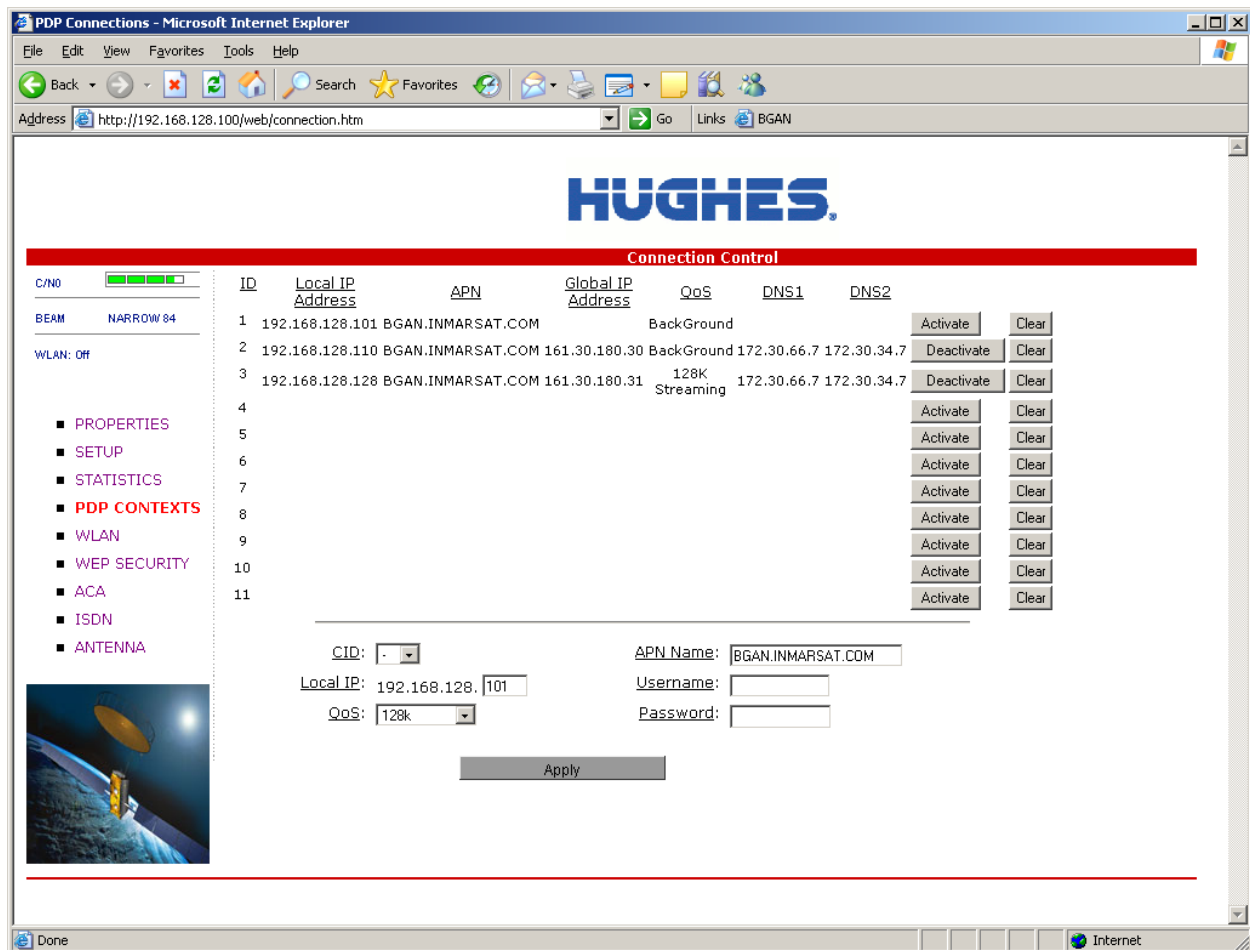 PDP Connections - Microsoft Internet Explorer
File Edit View Favorites Tools Help
Back Search Favorites
Address http://192.168.128.100/web/connection.htm Go Links BGAN
HUGHES
Connection Control
C/N0
BEAM NARROW 84
WLAN: Off
PROPERTIES
SETUP
STATISTICS
PDP CONTEXTS
WLAN
WEP SECURITY
ACA
ISDN
ANTENNA
ID Local IP Address APN Global IP Address QoS DNS1 DNS2
1 192.168.128.101 BGAN.INMARSAT.COM BackGround Activate Clear
2 192.168.128.110 BGAN.INMARSAT.COM 161.30.180.30 BackGround 172.30.66.7 172.30.34.7 Deactivate Clear
3 192.168.128.128 BGAN.INMARSAT.COM 161.30.180.31 128K Streaming 172.30.66.7 172.30.34.7 Deactivate Clear
4 Activate Clear
5 Activate Clear
6 Activate Clear
7 Activate Clear
8 Activate Clear
9 Activate Clear
10 Activate Clear
11 Activate Clear
CID: - APN Name: BGAN.INMARSAT.COM
Local IP: 192.168.128. 101 Username:
QoS: 128k Password:
Apply
Done Internet